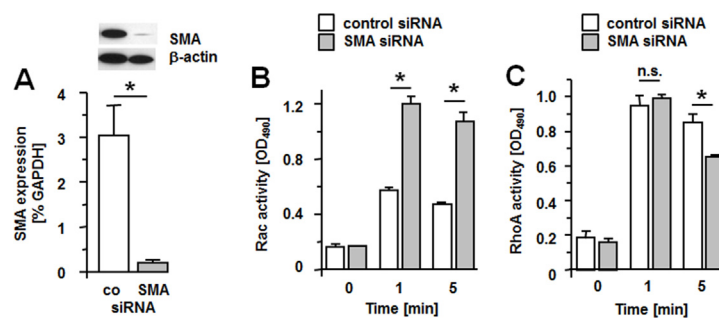 SMA
β-actin
A
*
SMA expression
[% GAPDH]
4
3
2
1
0
co SMA
siRNA
control siRNA
SMA siRNA
B
* *
Rac activity [OD490]
1.2
0.8
0.4
0
0 1 5
Time [min]
control siRNA
SMA siRNA
C
n.s.
*
RhoA activity [OD490]
1.0
0.8
0.6
0.4
0.2
0
0 1 5
Time [min]